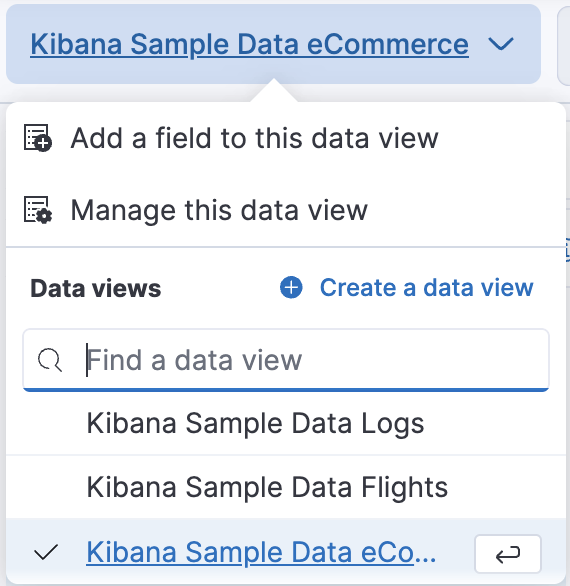 Kibana Sample Data eCommerce
Add a field to this data view
Manage this data view
Data views
Create a data view
Find a data view
Kibana Sample Data Logs
Kibana Sample Data Flights
Kibana Sample Data eCo...